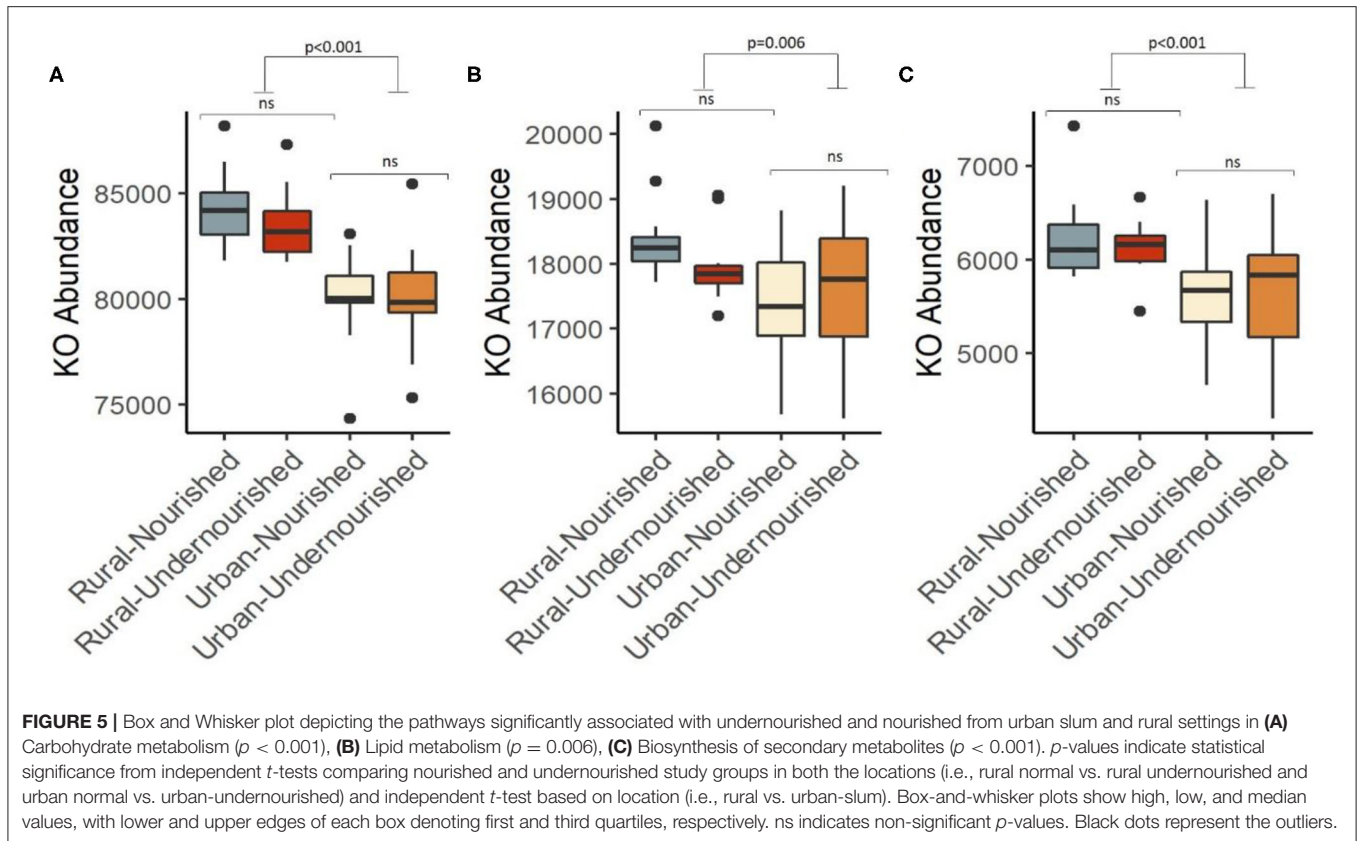 A
p<0.001
ns
ns
KO Abundance
85000
80000
75000
Rural-Nourished
Rural-Undernourished
Urban-Nourished
Urban-Undernourished
B
p=0.006
ns
ns
KO Abundance
20000
19000
18000
17000
16000
Rural-Nourished
Rural-Undernourished
Urban-Nourished
Urban-Undernourished
C
p<0.001
ns
ns
KO Abundance
7000
6000
5000
Rural-Nourished
Rural-Undernourished
Urban-Nourished
Urban-Undernourished
FIGURE 5 | Box and Whisker plot depicting the pathways significantly associated with undernourished and nourished from urban slum and rural settings in (A)
Carbohydrate metabolism (p < 0.001), (B) Lipid metabolism (p = 0.006), (C) Biosynthesis of secondary metabolites (p < 0.001). p-values indicate statistical
significance from independent t-tests comparing nourished and undernourished study groups in both the locations (i.e., rural normal vs. rural undernourished and
urban normal vs. urban-undernourished) and independent t-test based on location (i.e., rural vs. urban-slum). Box-and-whisker plots show high, low, and median
values, with lower and upper edges of each box denoting first and third quartiles, respectively. ns indicates non-significant p-values. Black dots represent the outliers.